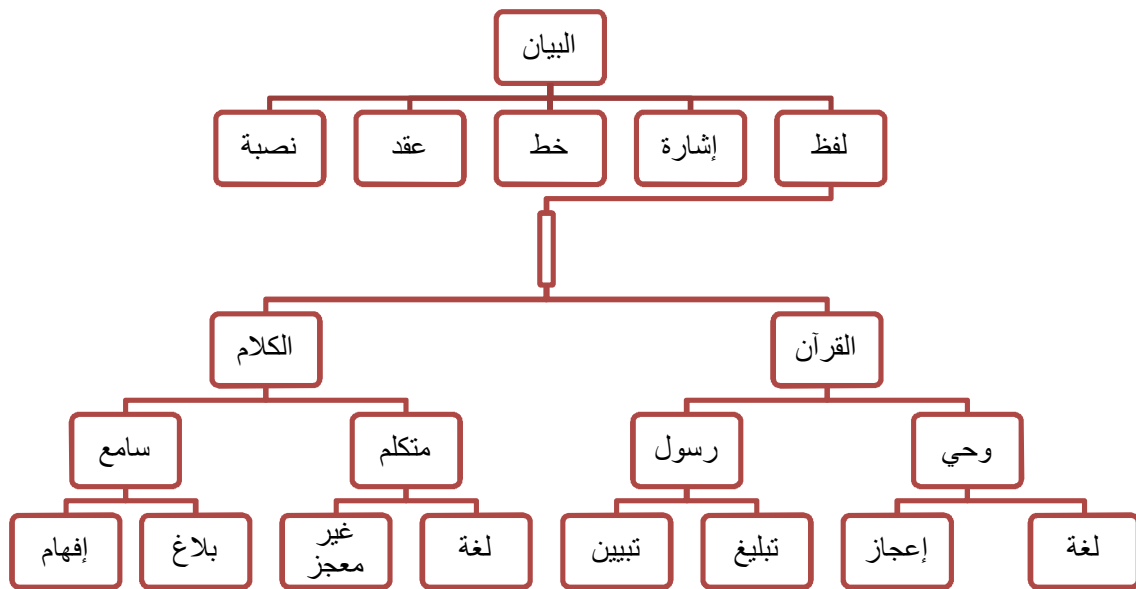 البيان
لفظ
إشارة
خط
عقد
نصبة
القرآن
الكلام
وحي
رسول
متكلم
سامع
لغة
إعجاز
تبليغ
تبيين
لغة
غير
معجز
بلاغ
إفهام